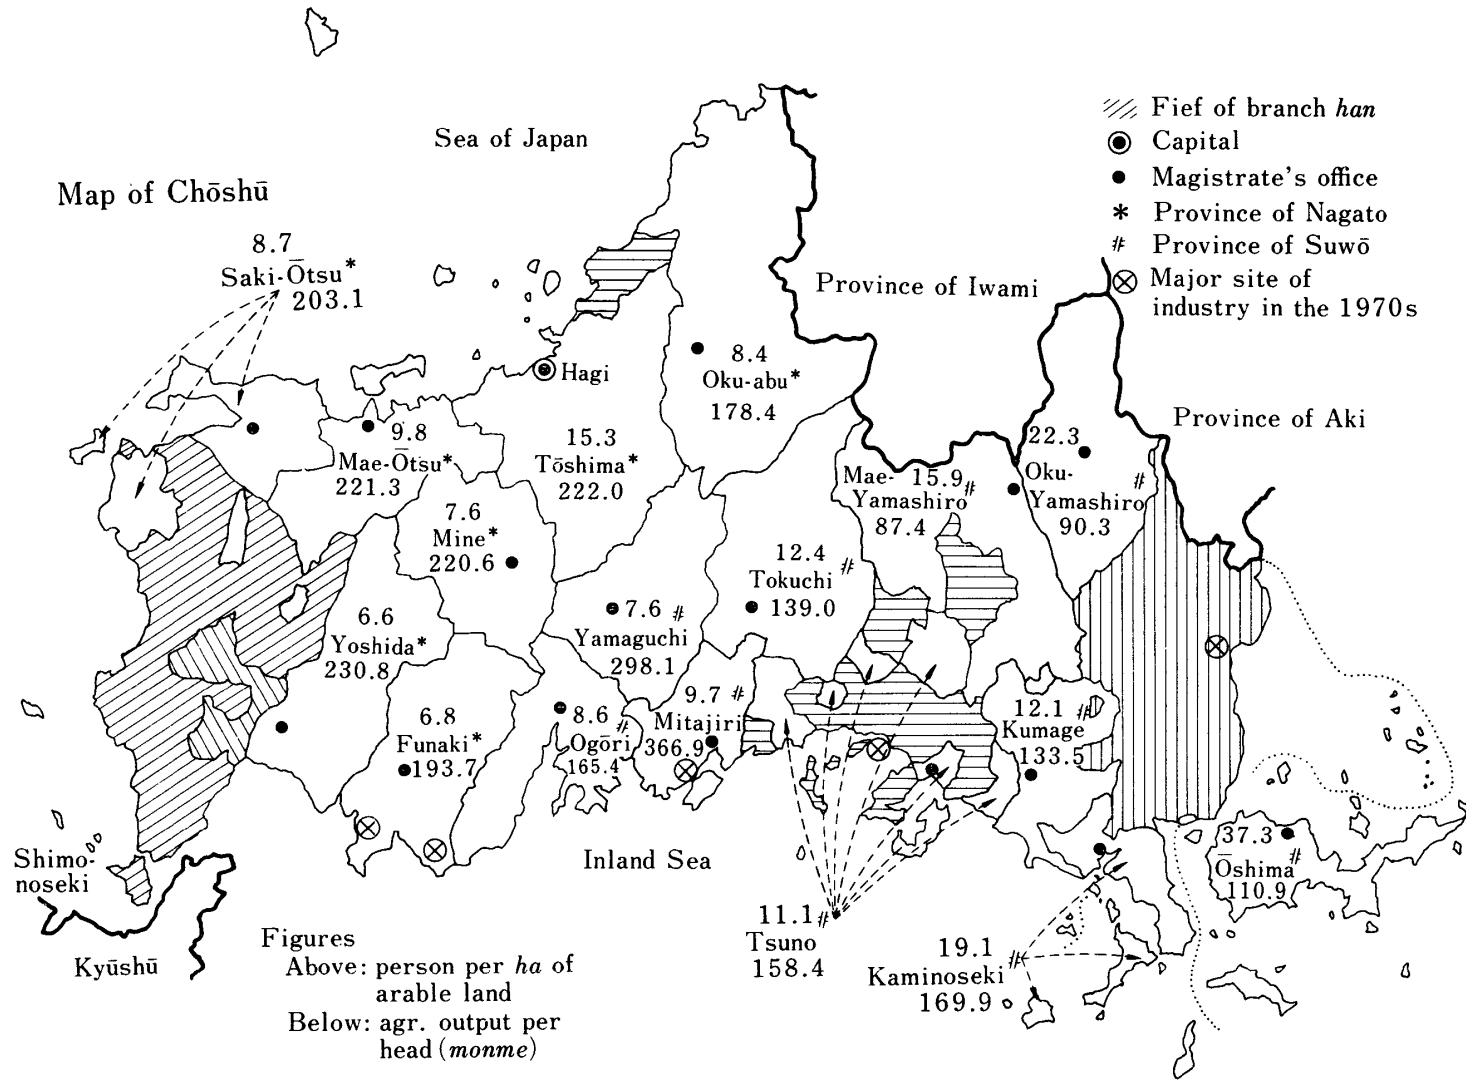 Sea of Japan
Map of Chōshū
Fief of branch han
Capital
Magistrate's office
* Province of Nagato
# Province of Suwō
Major site of
industry in the 1970s
8.7
Saki-Ōtsu*
203.1
Province of Iwami
Province of Aki
Hagi
8.4
Oku-abu*
178.4
9.8
Mae-Ōtsu*
221.3
15.3
Tōshima*
222.0
Mae- 15.9
Yamashiro#
87.4
22.3
Oku-
Yamashiro#
90.3
7.6
Mine*
220.6
12.4
Tokuchi#
139.0
6.6
Yoshida*
230.8
7.6#
Yamaguchi
298.1
6.8
Funaki*
193.7
8.6#
Ogōri
165.4
9.7#
Mitajiri
366.9
12.1#
Kumage
133.5
37.3
Ōshima#
110.9
Shimo-
noseki
Kyūshū
Inland Sea
11.1#
Tsuno
158.4
19.1
Kaminoseki#
169.9
Figures
Above: person per ha of
arable land
Below: agr. output per
head (monme)